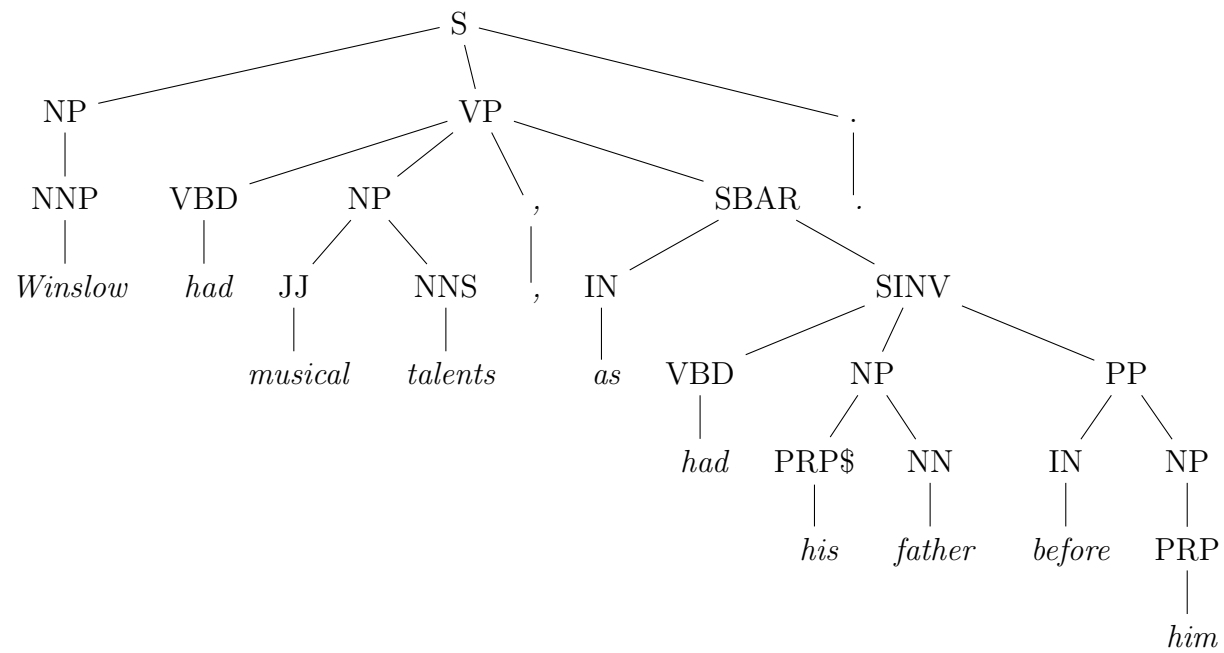 S
NP VP .
NNP VBD NP , SBAR .
Winslow had JJ NNS , IN SINV
musical talents as VBD NP PP
had PRP$ NN IN NP
his father before PRP
him